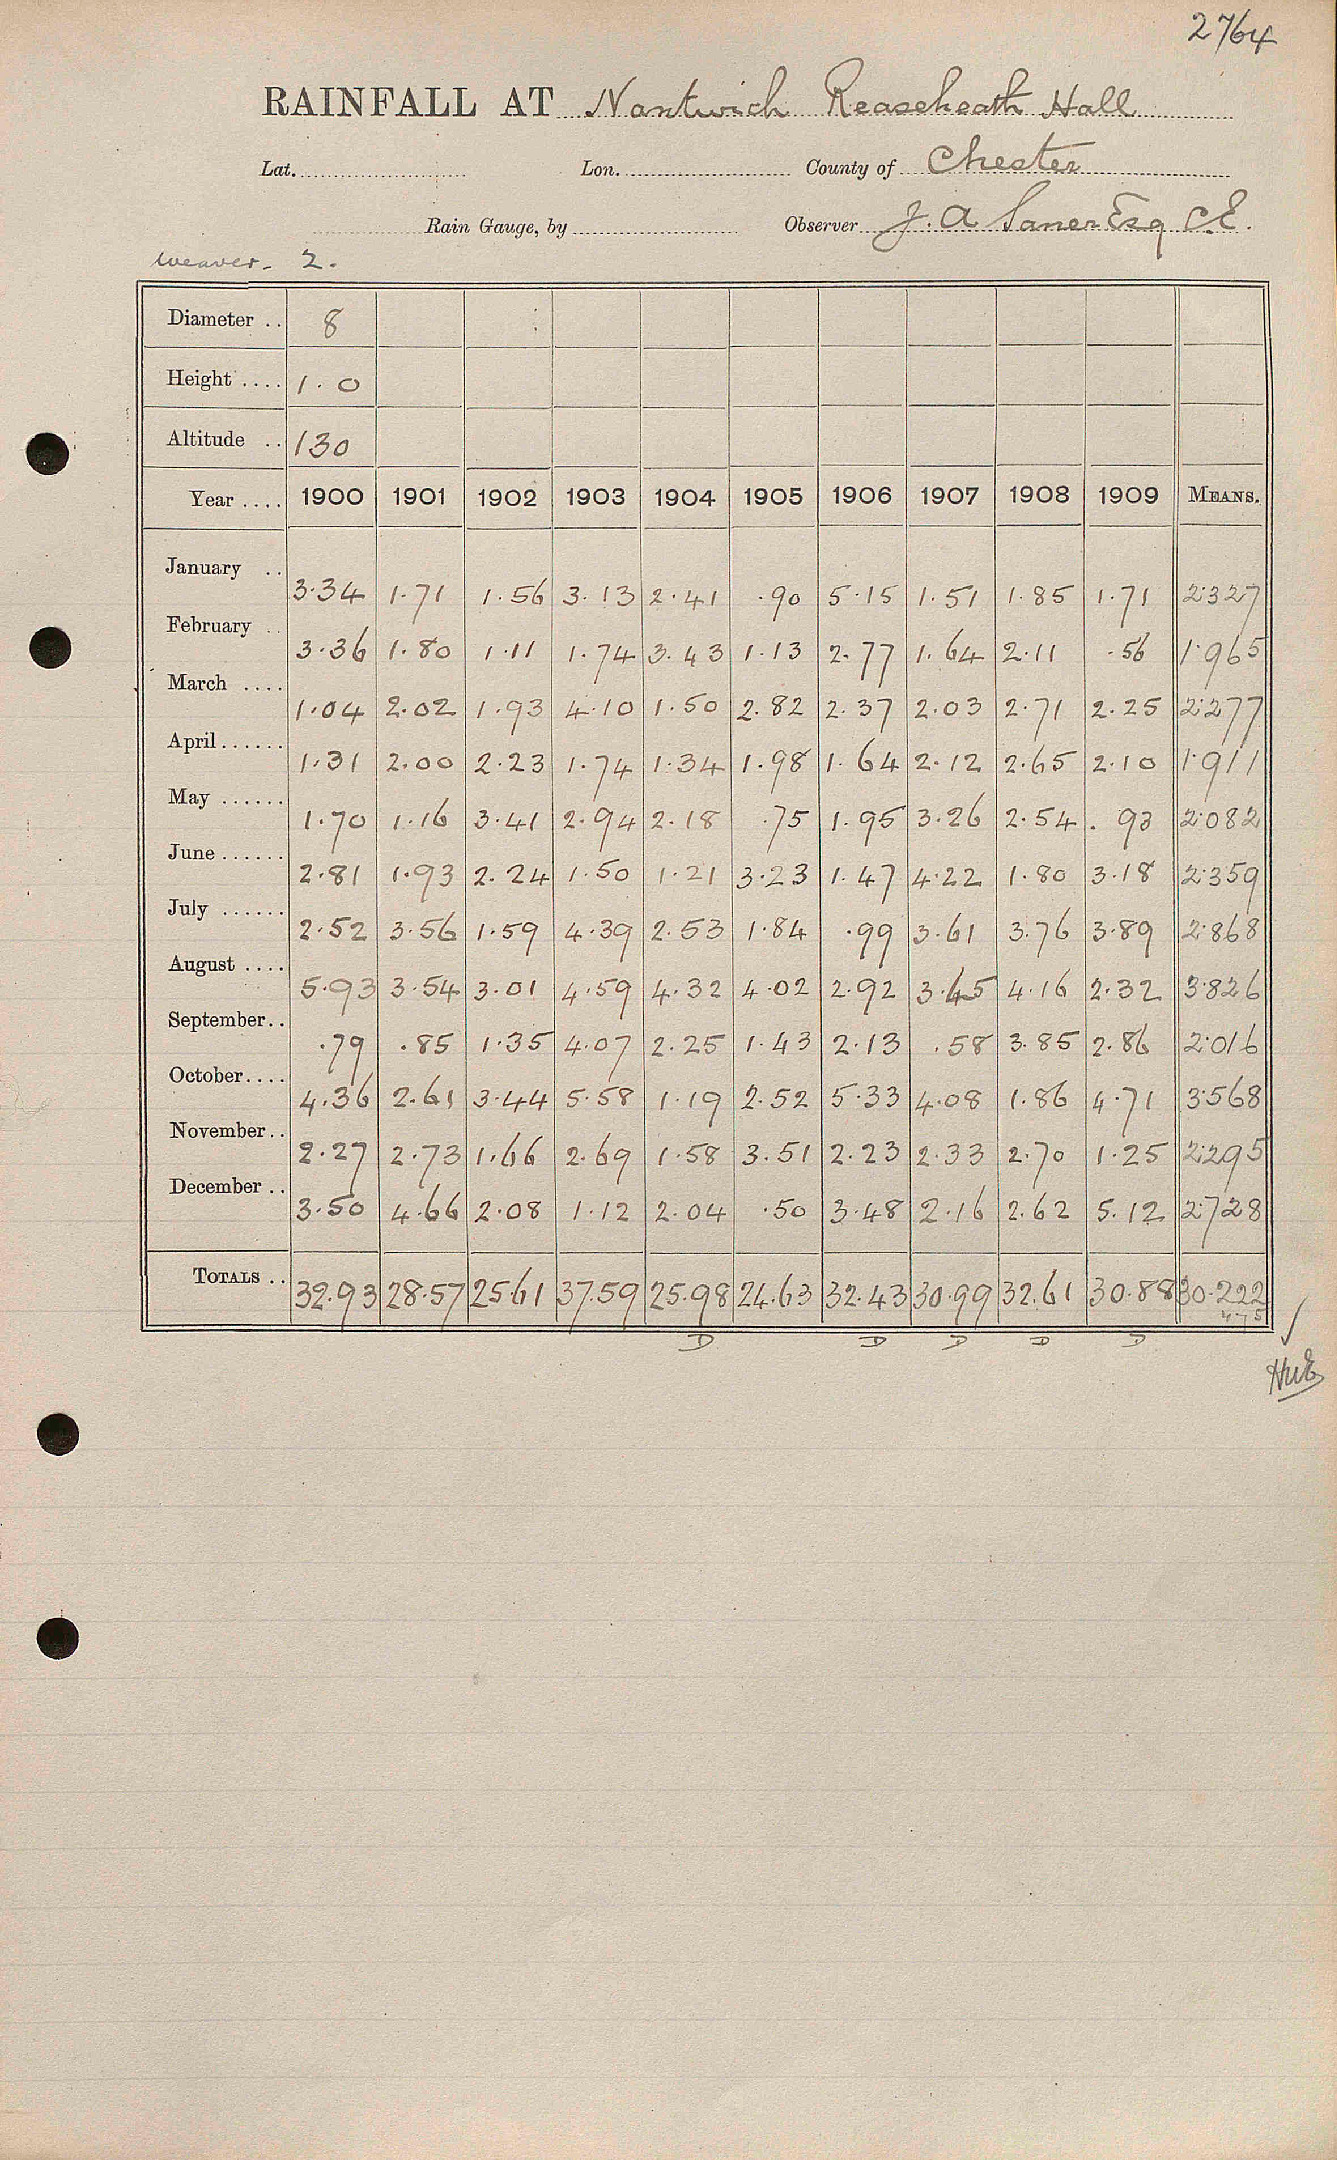 2764
RAINFALL AT Nantwich Reaseheath Hall
Lat. Lon. County of Chester
Rain Gauge, by Observer J. A Saner Esq C.E.
Weaver. 2.
Diameter .. 8
Height .... 1.0
Altitude .. 130
Year .... 1900 1901 1902 1903 1904 1905 1906 1907 1908 1909 MEANS.
January .. 3.34 1.71 1.56 3.13 2.41 .90 5.15 1.51 1.85 1.71 2.327
February .. 3.36 1.80 1.11 1.74 3.43 1.13 2.77 1.64 2.11 .56 1.965
March .... 1.04 2.02 1.93 4.10 1.50 2.82 2.37 2.03 2.71 2.25 2.277
April ...... 1.31 2.00 2.23 1.74 1.34 1.98 1.64 2.12 2.65 2.10 1.911
May ...... 1.70 1.16 3.41 2.94 2.18 .75 1.95 3.26 2.54 .93 2.082
June ...... 2.81 1.93 2.24 1.50 1.21 3.23 1.47 4.22 1.80 3.18 2.359
July ...... 2.52 3.56 1.59 4.39 2.53 1.84 .99 3.61 3.76 3.89 2.868
August .... 5.93 3.54 3.01 4.59 4.32 4.02 2.92 3.45 4.16 2.32 3.826
September .. .79 .85 1.35 4.07 2.25 1.43 2.13 .58 3.85 2.86 2.016
October .... 4.36 2.61 3.44 5.58 1.19 2.52 5.33 4.08 1.86 4.71 3.568
November .. 2.27 2.73 1.66 2.69 1.58 3.51 2.23 2.33 2.70 1.25 2.295
December .. 3.50 4.66 2.08 1.12 2.04 .50 3.48 2.16 2.62 5.12 2.728
TOTALS .. 32.93 28.57 25.61 37.59 25.98 24.63 32.43 30.99 32.61 30.88 30.222
D D D D D